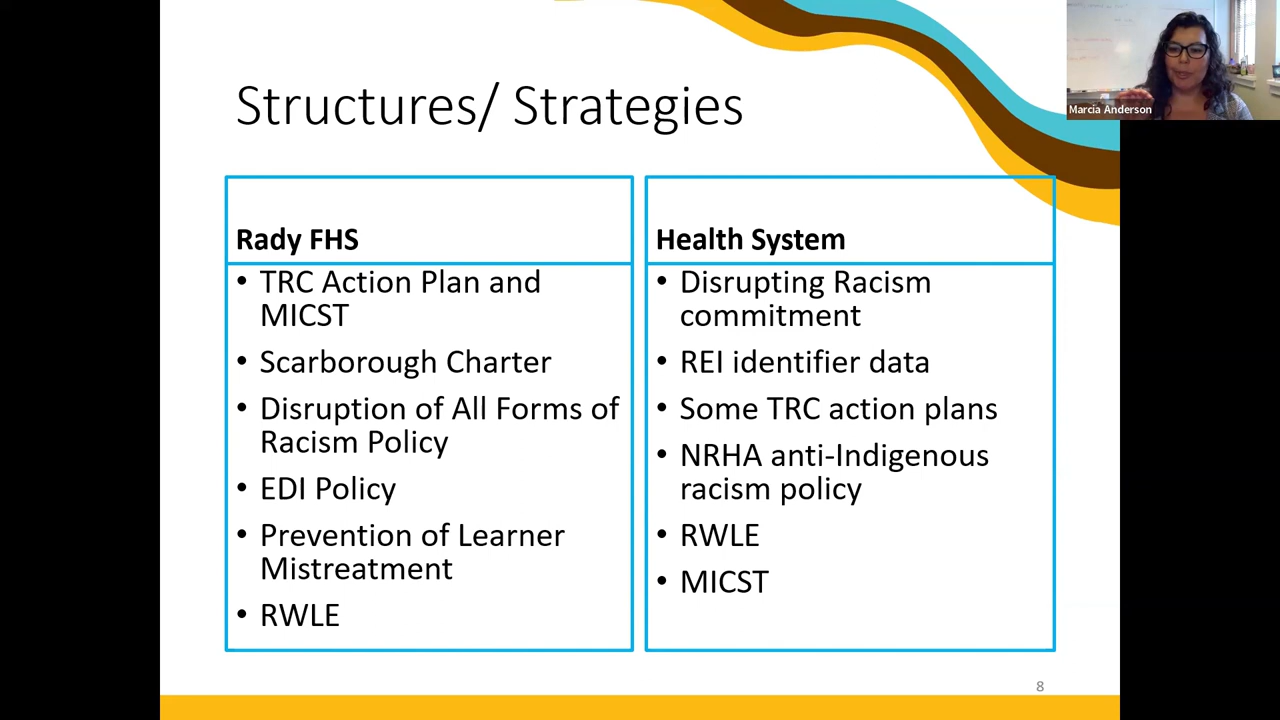 Structures/ Strategies
Marcia Anderson
Rady FHS
• TRC Action Plan and
MICST
• Scarborough Charter
• Disruption of All Forms of
Racism Policy
• EDI Policy
• Prevention of Learner
Mistreatment
• RWLE
Health System
• Disrupting Racism
commitment
• REI identifier data
• Some TRC action plans
• NRHA anti-Indigenous
racism policy
• RWLE
• MICST
8